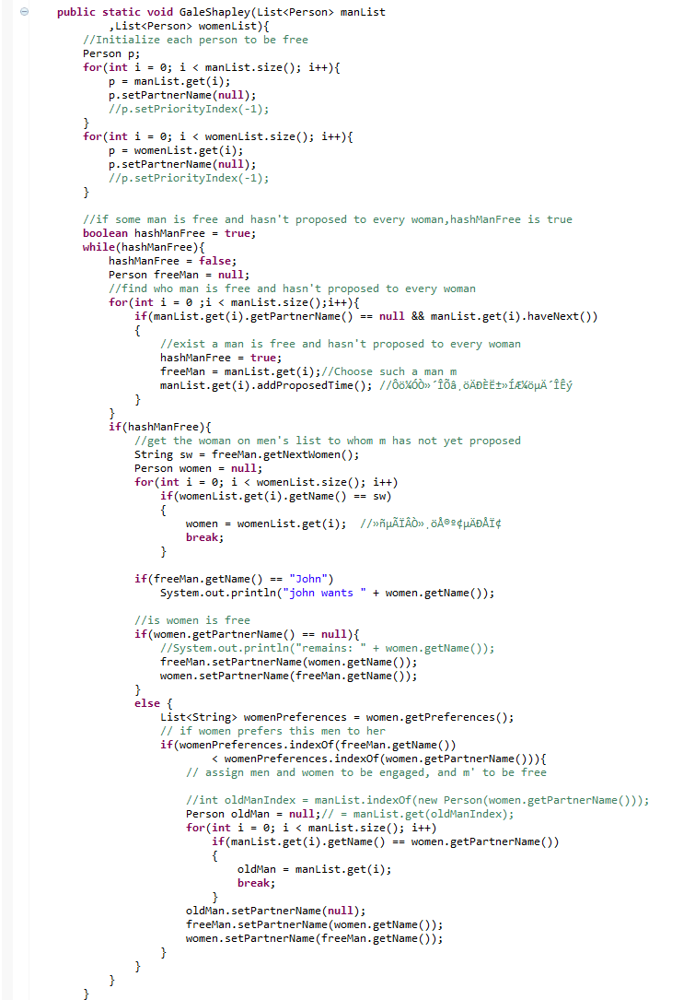 public static void GaleShapley(List<Person> manList
,List<Person> womenList){
//Initialize each person to be free
Person p;
for(int i = 0; i < manList.size(); i++){
p = manList.get(i);
p.setPartnerName(null);
//p.setPriorityIndex(-1);
}
for(int i = 0; i < womenList.size(); i++){
p = womenList.get(i);
p.setPartnerName(null);
//p.setPriorityIndex(-1);
}
//if some man is free and hasn't proposed to every woman,hashManFree is true
boolean hashManFree = true;
while(hashManFree){
hashManFree = false;
Person freeMan = null;
//find who man is free and hasn't proposed to every woman
for(int i = 0 ;i < manList.size();i++){
if(manList.get(i).getPartnerName() == null && manList.get(i).haveNext())
{
//exist a man is free and hasn't proposed to every woman
hashManFree = true;
freeMan = manList.get(i);//Choose such a man m
manList.get(i).addProposedTime(); //
}
}
if(hashManFree){
//get the woman on men's list to whom m has not yet proposed
String sw = freeMan.getNextWomen();
Person women = null;
for(int i = 0; i < womenList.size(); i++)
if(womenList.get(i).getName() == sw)
{
women = womenList.get(i); //
break;
}
if(freeMan.getName() == "John")
System.out.println("john wants " + women.getName());
//is women is free
if(women.getPartnerName() == null){
//System.out.println("remains: " + women.getName());
freeMan.setPartnerName(women.getName());
women.setPartnerName(freeMan.getName());
}
else {
List<String> womenPreferences = women.getPreferences();
// if women prefers this men to her
if(womenPreferences.indexOf(freeMan.getName())
< womenPreferences.indexOf(women.getPartnerName())){
// assign men and women to be engaged, and m' to be free
//int oldManIndex = manList.indexOf(new Person(women.getPartnerName()));
Person oldMan = null;// = manList.get(oldManIndex);
for(int i = 0; i < manList.size(); i++)
if(manList.get(i).getName() == women.getPartnerName())
{
oldMan = manList.get(i);
break;
}
oldMan.setPartnerName(null);
freeMan.setPartnerName(women.getName());
women.setPartnerName(freeMan.getName());
}
}
}
}